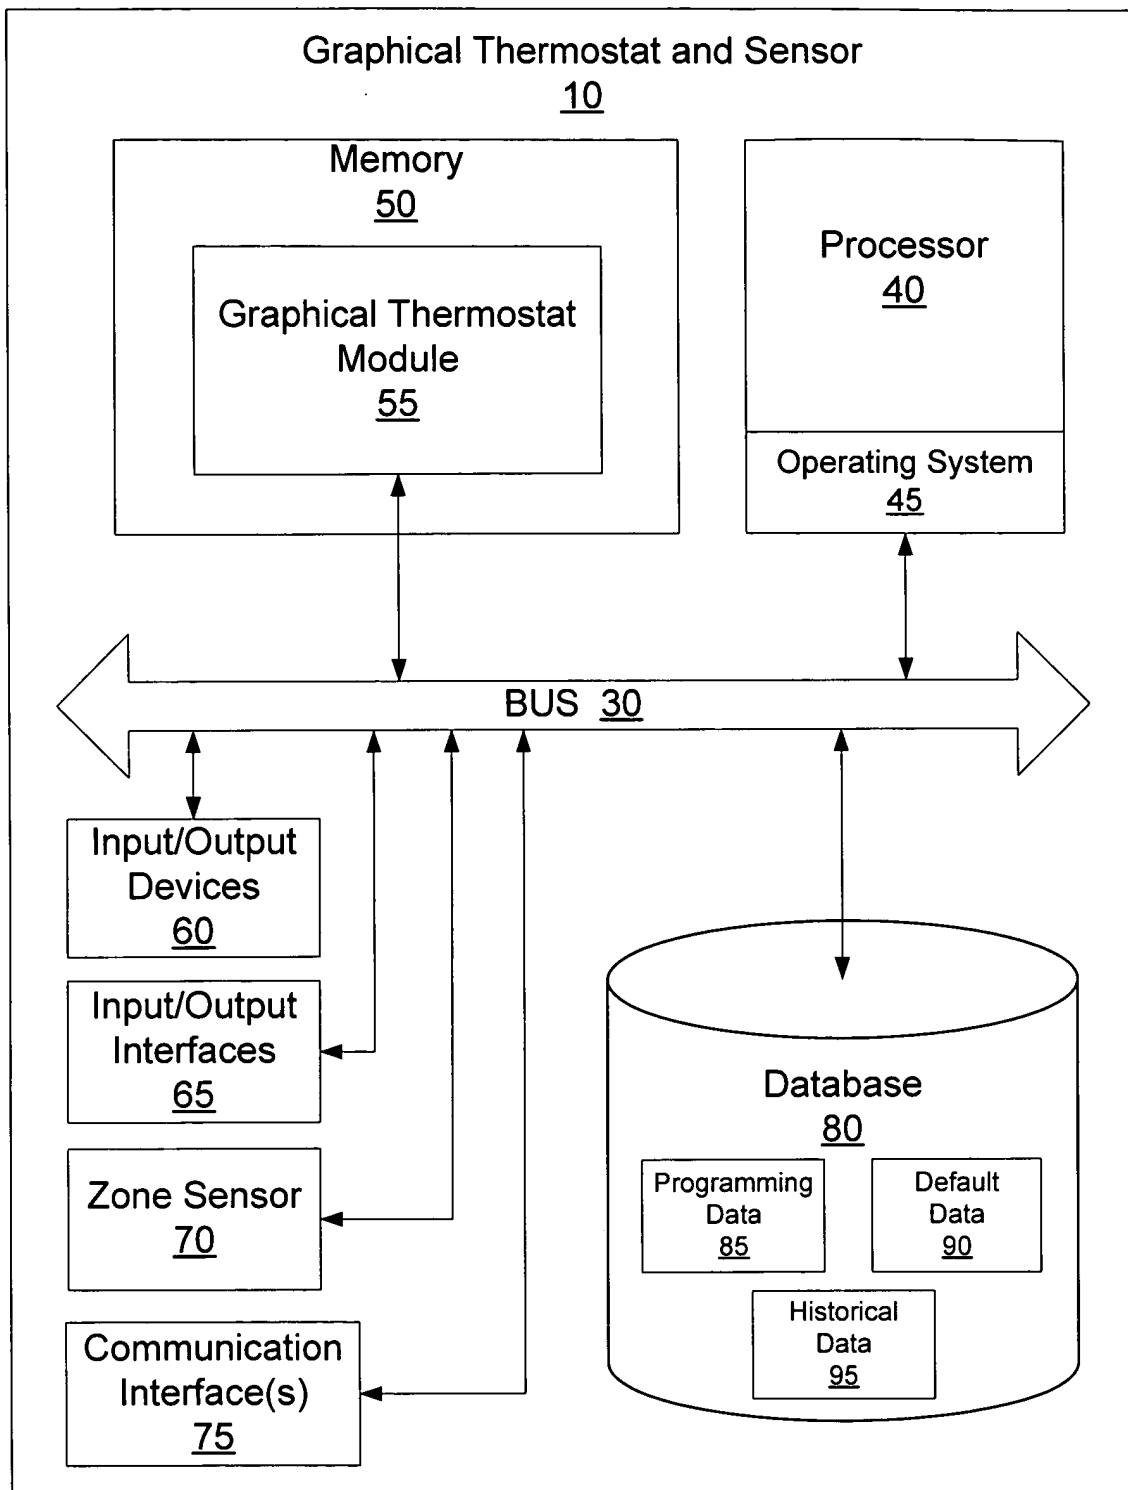 Graphical Thermostat and Sensor
10
Memory
50
Graphical Thermostat
Module
55
Processor
40
Operating System
45
BUS 30
Input/Output
Devices
60
Input/Output
Interfaces
65
Zone Sensor
70
Communication
Interface(s)
75
Database
80
Programming
Data
85
Default
Data
90
Historical
Data
95